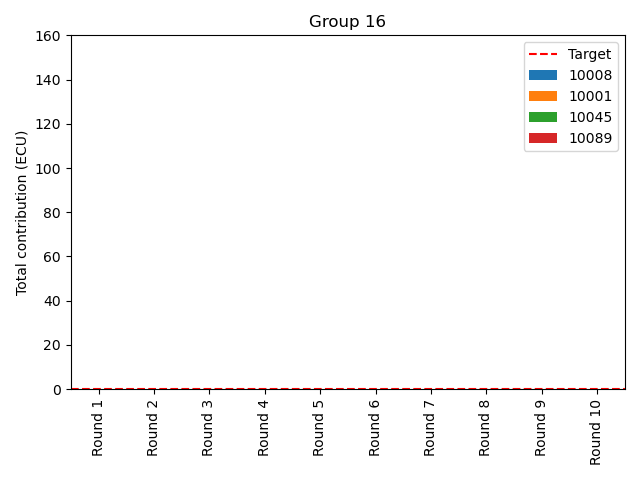 Group 16
Total contribution (ECU)
160
140
120
100
80
60
40
20
0
Target
10008
10001
10045
10089
Round 1
Round 2
Round 3
Round 4
Round 5
Round 6
Round 7
Round 8
Round 9
Round 10